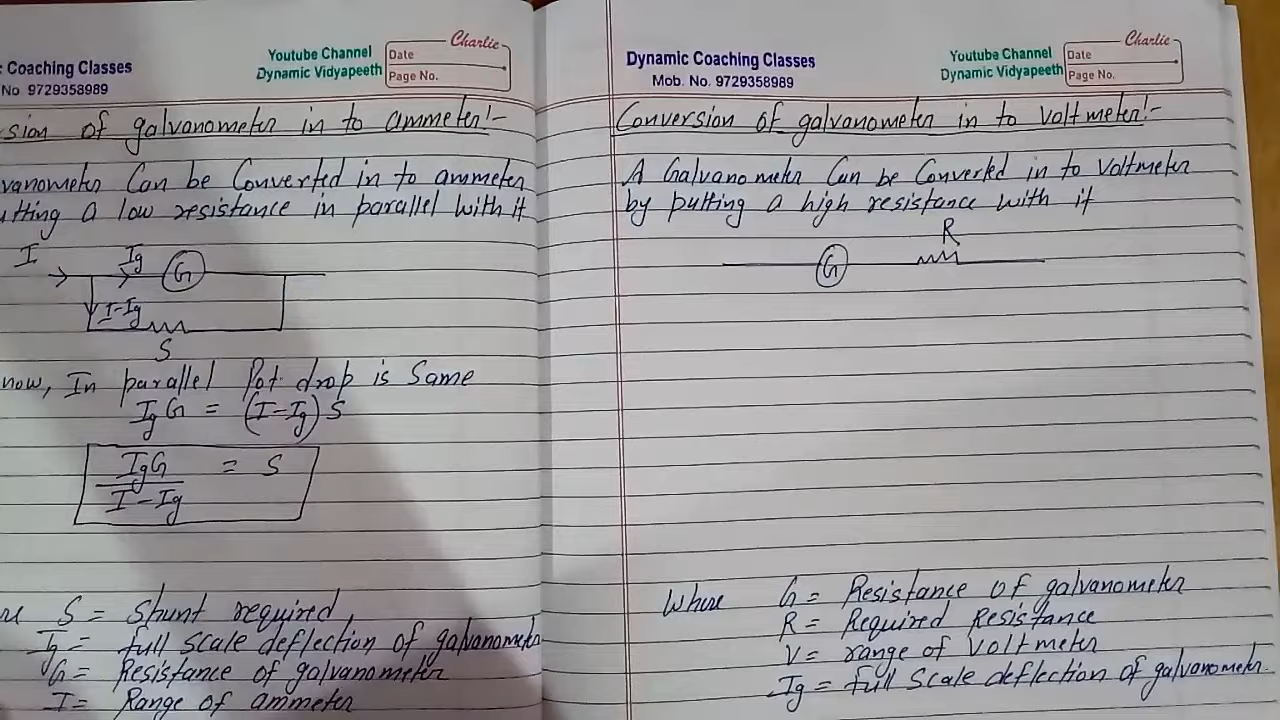 Coaching Classes
No 9729358989
Youtube Channel
Dynamic Vidyapeeth
Charlie
Date
Page No.
sion of galvanometer in to ammeter:-
vanometer Can be Converted in to ammeter
utting a low resistance in parallel with it
I
Ig
G
I-Ig
S
now, In parallel Pot. drop is Same
IgG = (I-Ig) S
IgG / I-Ig = S
re S = Shunt required,
Ig = full scale deflection of galvanometer
G = Resistance of galvanometer
I = Range of ammeter
Dynamic Coaching Classes
Mob. No. 9729358989
Youtube Channel
Dynamic Vidyapeeth
Charlie
Date
Page No.
Conversion of galvanometer in to voltmeter:-
A Galvanometer Can be Converted in to Voltmeter
by putting a high resistance with it
R
G
Where G = Resistance of galvanometer
R = Required Resistance
V = range of Voltmeter
Ig = full scale deflection of galvanometer.